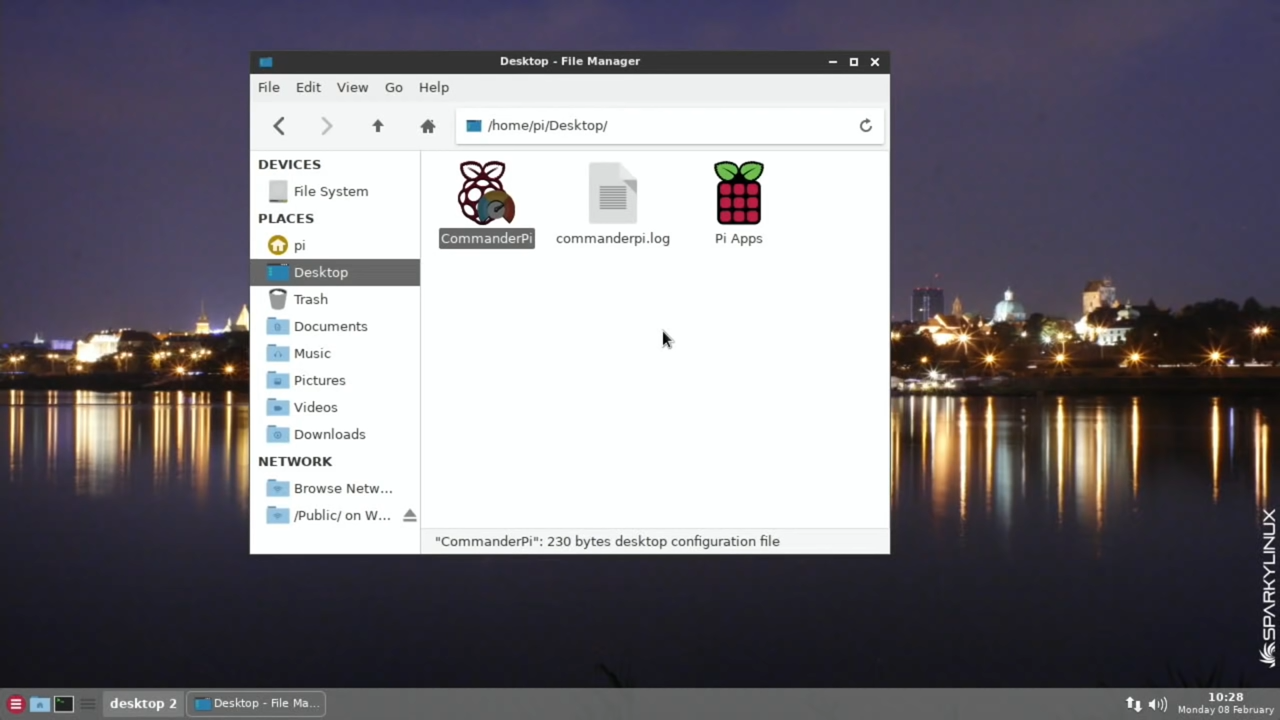 Desktop - File Manager
File Edit View Go Help
/home/pi/Desktop/
DEVICES
File System
PLACES
pi
Desktop
Trash
Documents
Music
Pictures
Videos
Downloads
NETWORK
Browse Netw...
/Public/ on W...
CommanderPi commanderpi.log Pi Apps
"CommanderPi": 230 bytes desktop configuration file
SPARKYLINUX
desktop 2 Desktop - File Ma...
10:28
Monday 08 February